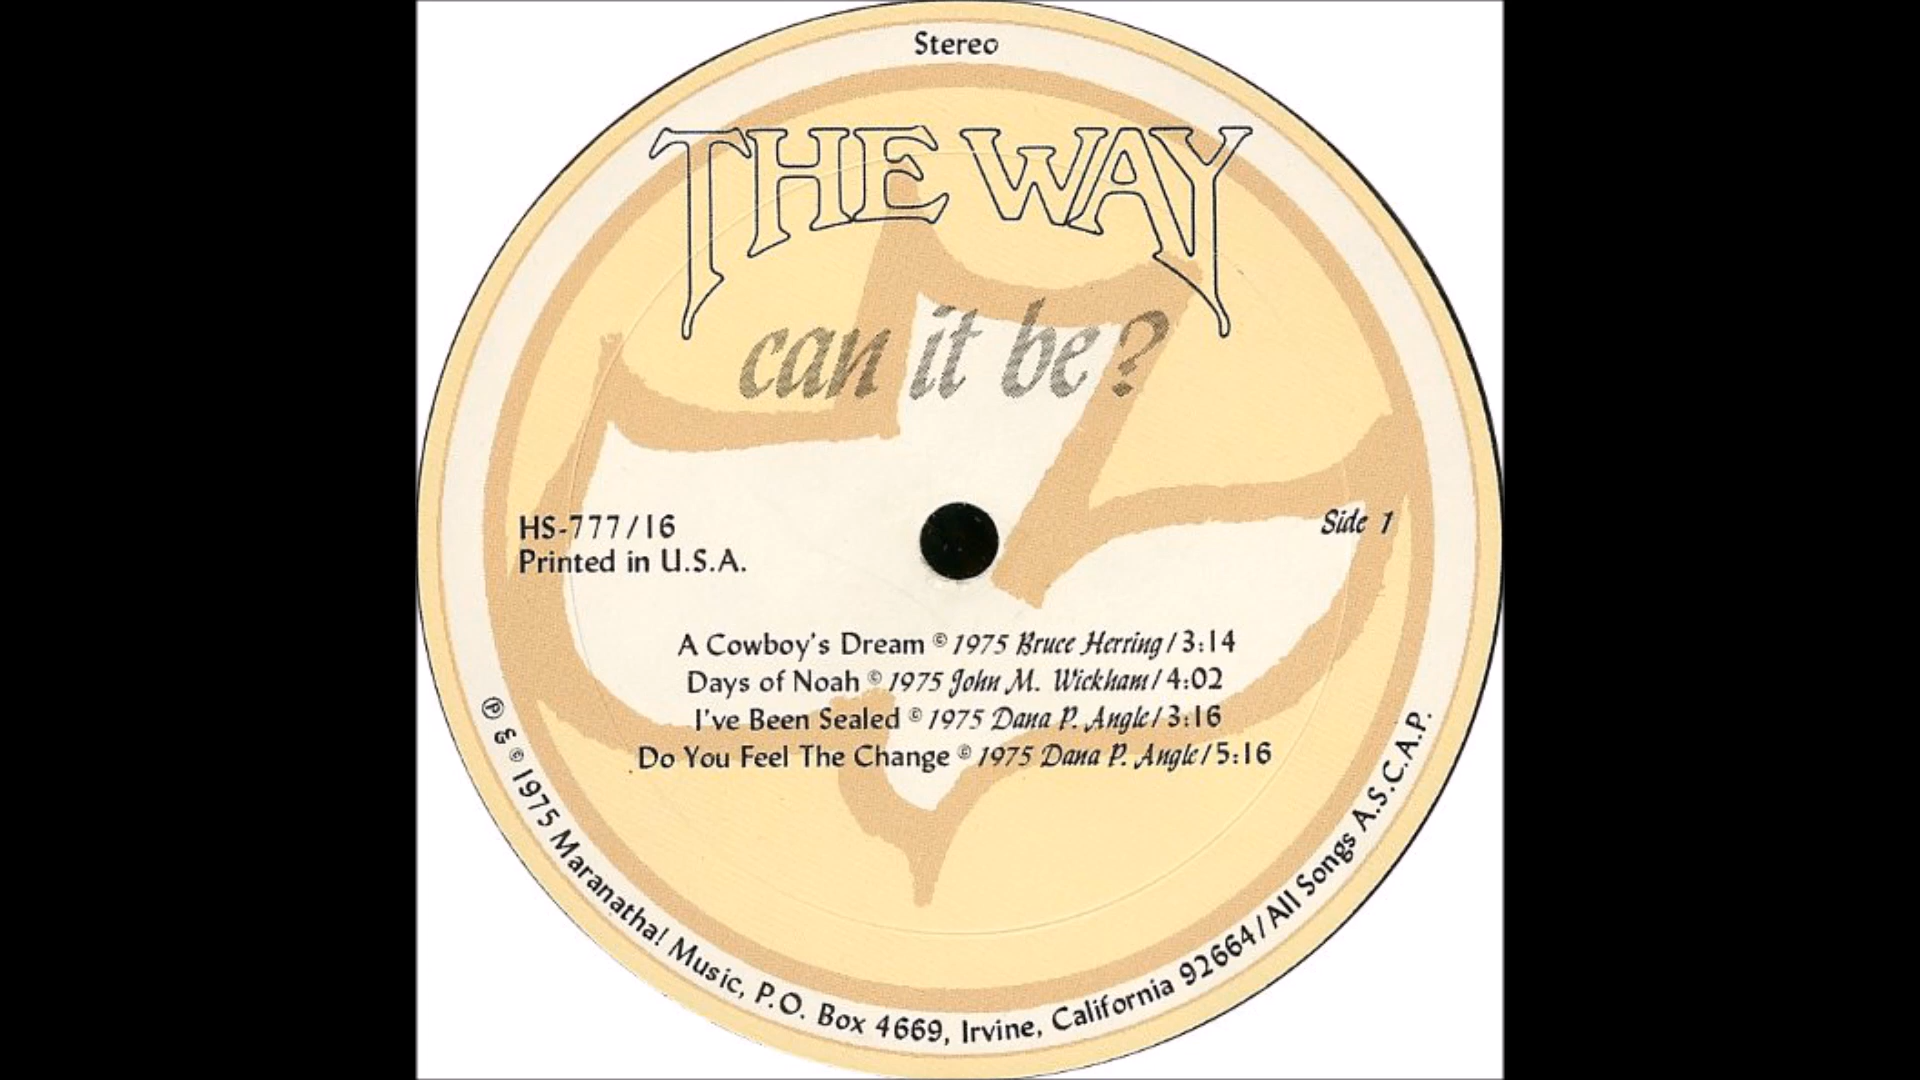 Stereo
THE WAY
can it be?
HS-777/16
Printed in U.S.A.
Side 1
A Cowboy's Dream © 1975 Bruce Herring / 3:14
Days of Noah © 1975 John M. Wickham / 4:02
I've Been Sealed © 1975 Dana P. Angle / 3:16
Do You Feel The Change © 1975 Dana P. Angle / 5:16
℗ & © 1975 Maranatha! Music, P.O. Box 4669, Irvine, California 92664 / All Songs A.S.C.A.P.